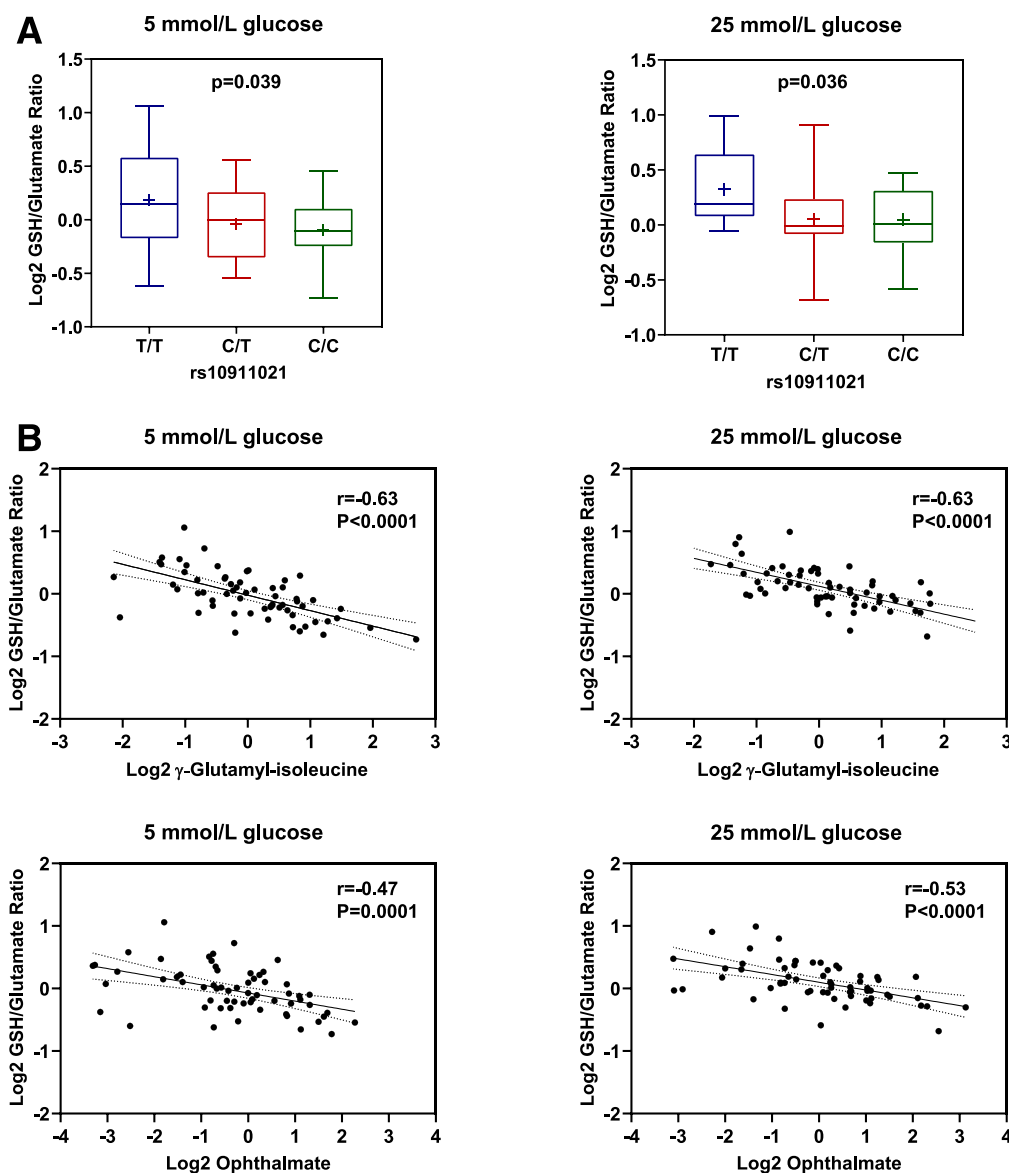 A
5 mmol/L glucose
Log2 GSH/Glutamate Ratio
1.5
1.0
0.5
0.0
-0.5
-1.0
p=0.039
T/T C/T C/C
rs10911021
25 mmol/L glucose
Log2 GSH/Glutamate Ratio
1.5
1.0
0.5
0.0
-0.5
-1.0
p=0.036
T/T C/T C/C
rs10911021
B
5 mmol/L glucose
Log2 GSH/Glutamate Ratio
2
1
0
-1
-2
r=-0.63
P<0.0001
-3 -2 -1 0 1 2 3
Log2 γ-Glutamyl-isoleucine
25 mmol/L glucose
Log2 GSH/Glutamate Ratio
2
1
0
-1
-2
r=-0.63
P<0.0001
-3 -2 -1 0 1 2 3
Log2 γ-Glutamyl-isoleucine
5 mmol/L glucose
Log2 GSH/Glutamate Ratio
2
1
0
-1
-2
r=-0.47
P=0.0001
-4 -3 -2 -1 0 1 2 3 4
Log2 Ophthalmate
25 mmol/L glucose
Log2 GSH/Glutamate Ratio
2
1
0
-1
-2
r=-0.53
P<0.0001
-4 -3 -2 -1 0 1 2 3 4
Log2 Ophthalmate